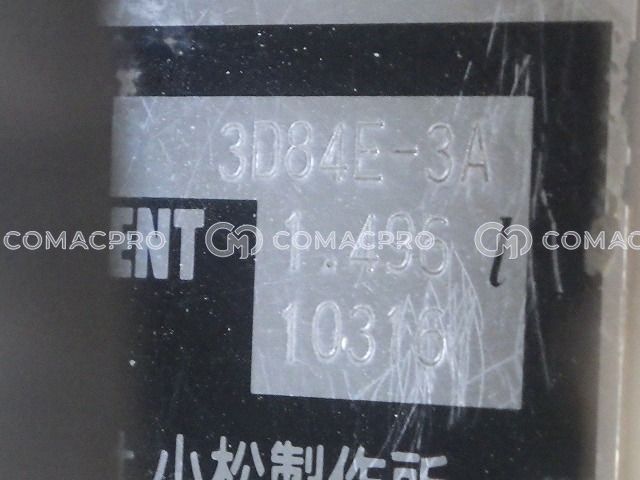 3D84E-3A
ENT 1.496 l
10316
小松製作所
COMACPRO COMACPRO COMACPRO